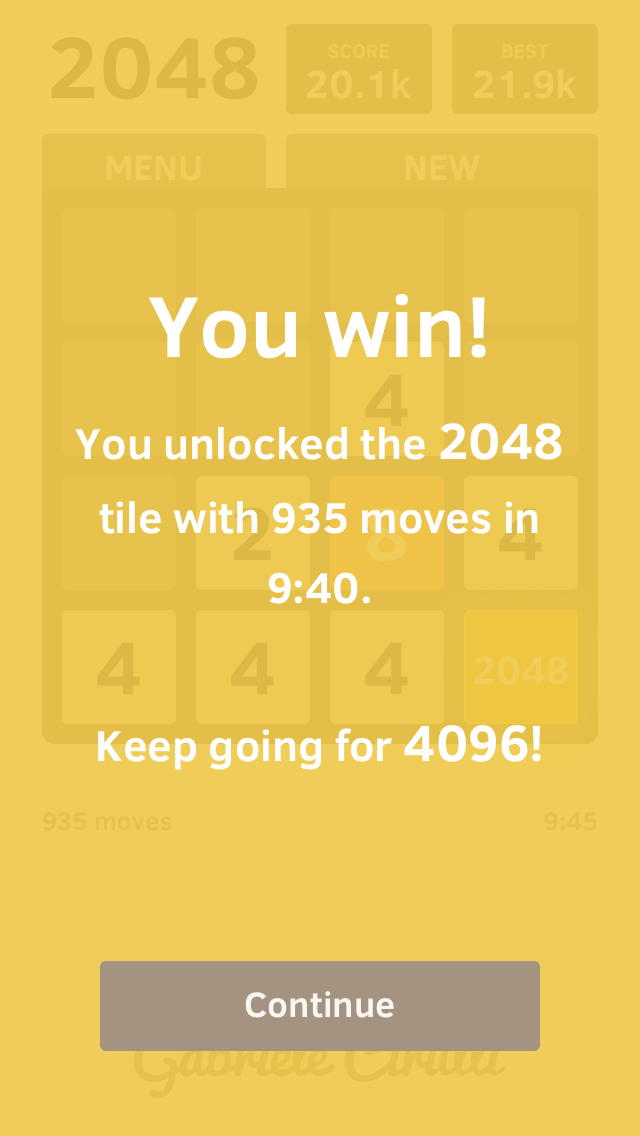 2048
SCORE
20.1k
BEST
21.9k
MENU
NEW
You win!
4
You unlocked the 2048
tile with 935 moves in
9:40.
2 8 4
4 4 4 2048
Keep going for 4096!
935 moves 9:45
Continue
Gabriele Cirulli